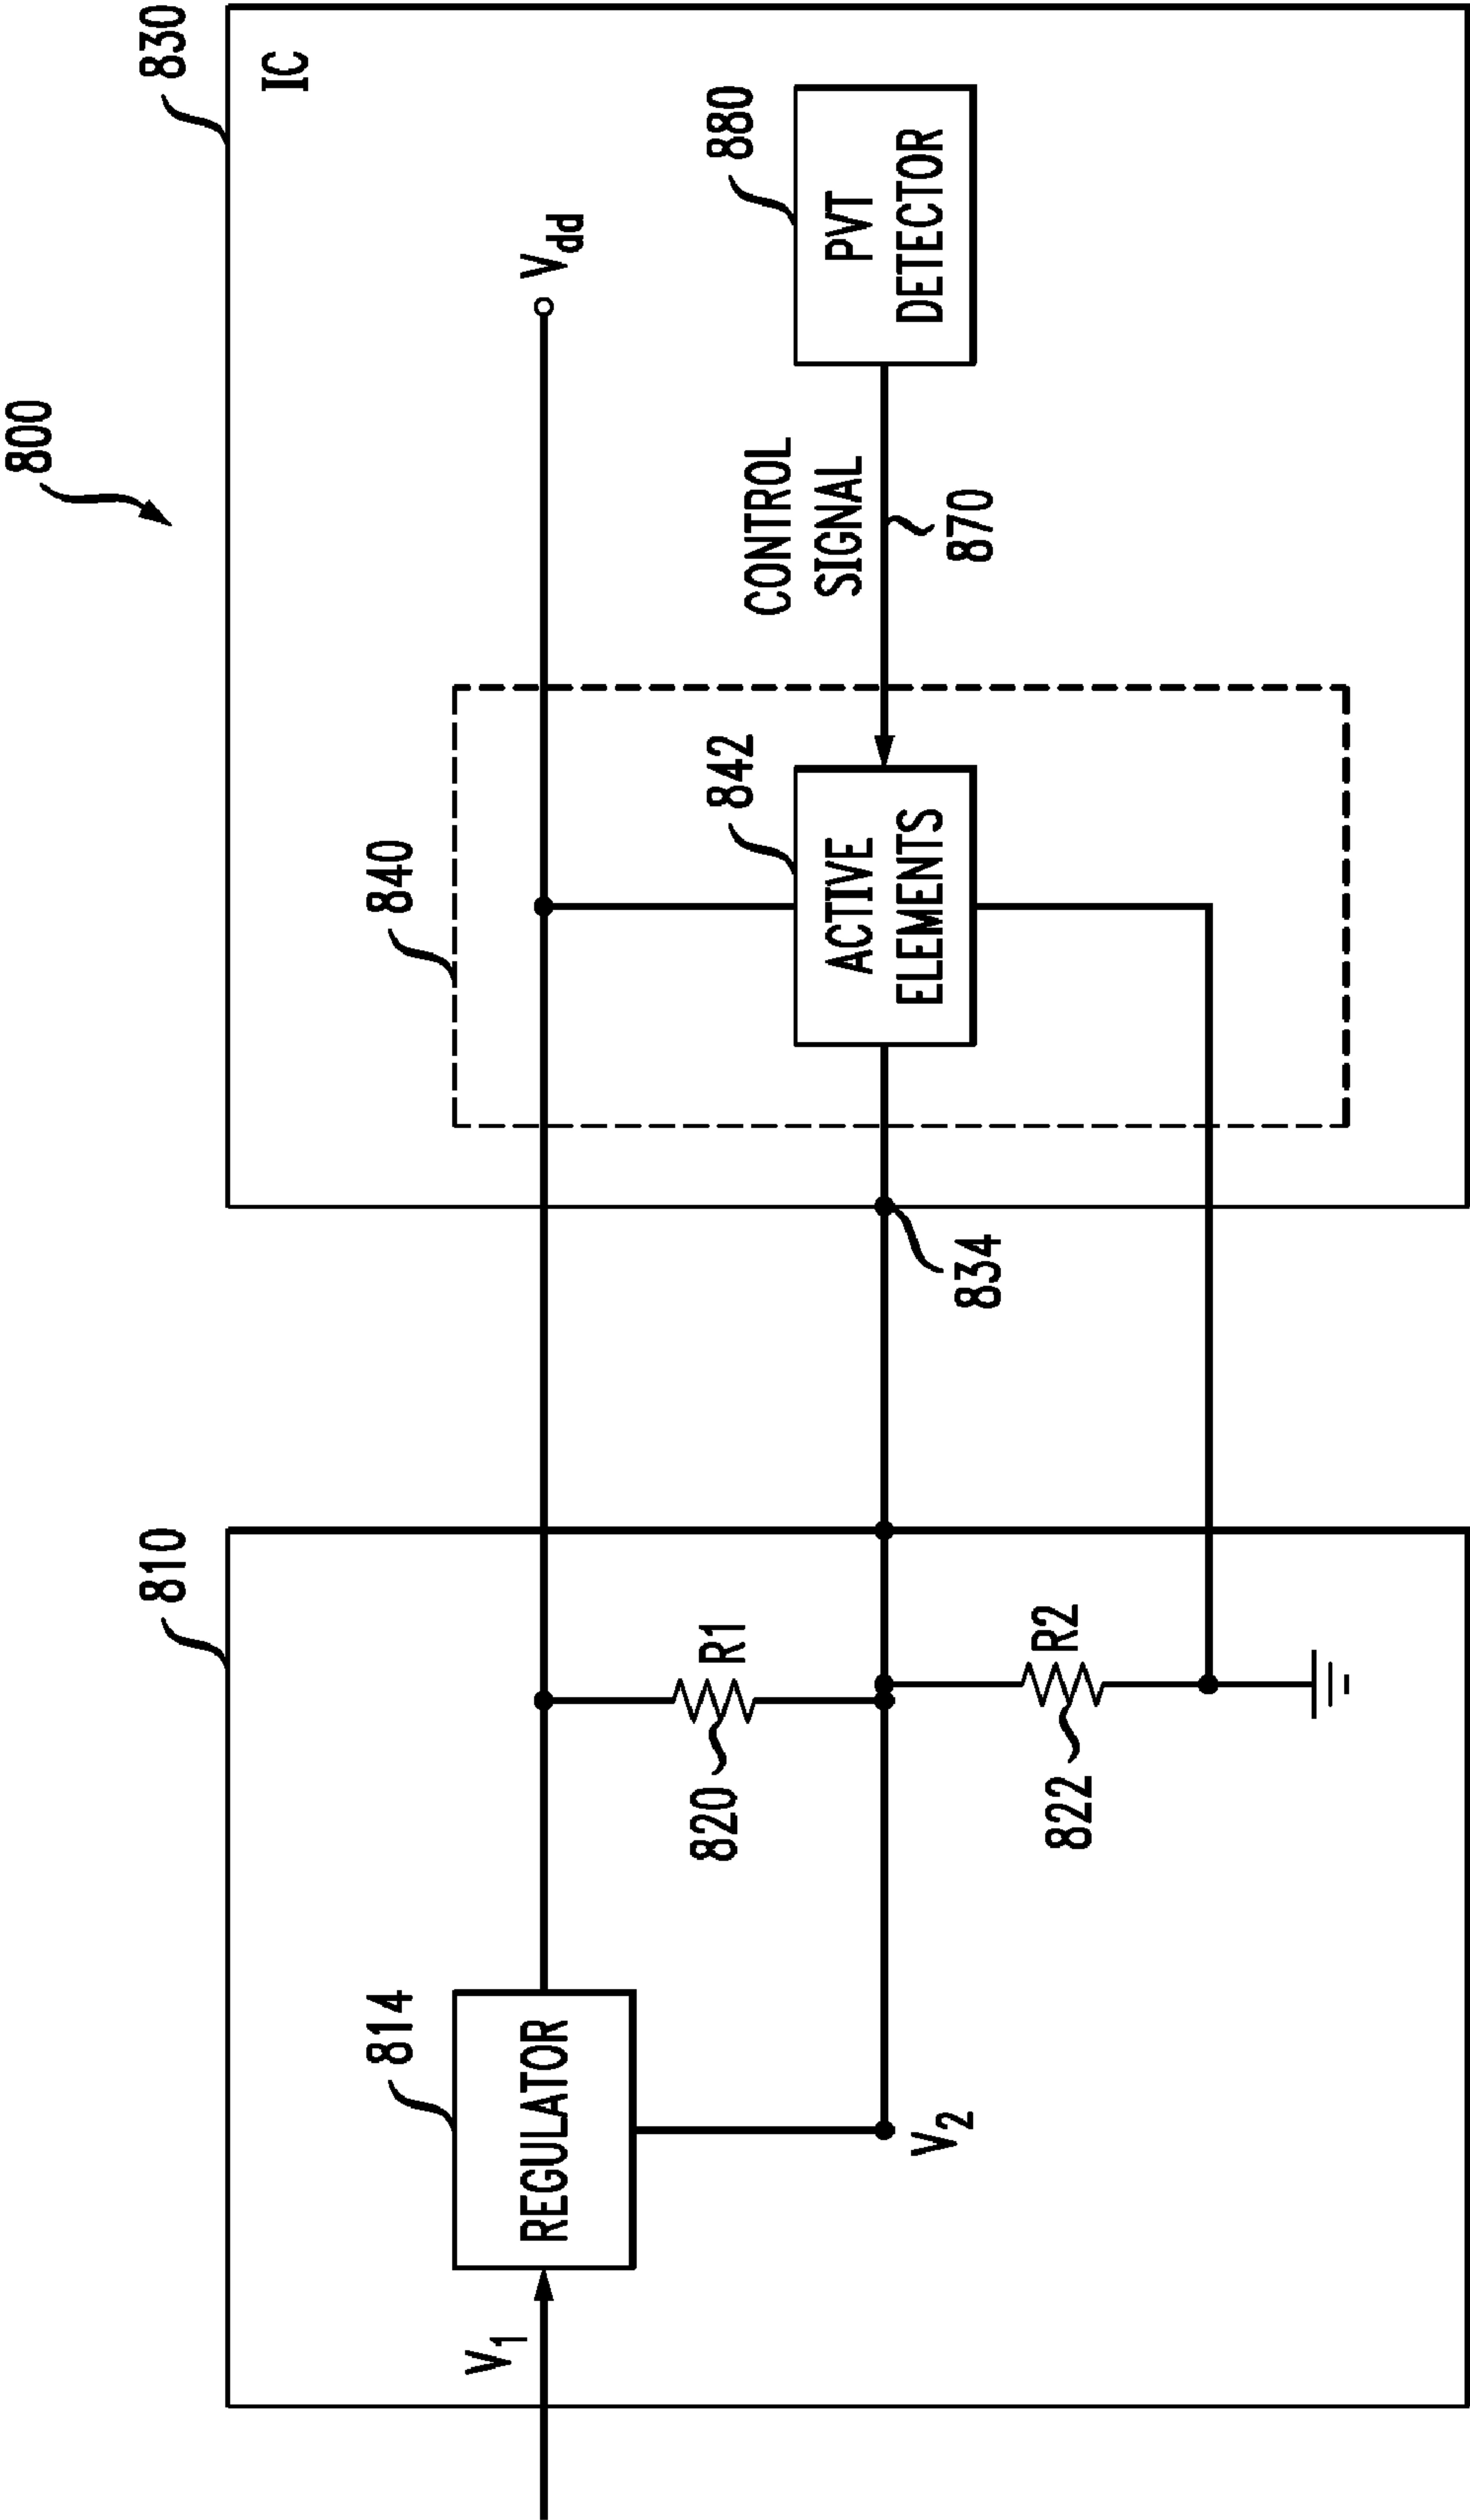 800
810
830
IC
814
REGULATOR
V1
V2
820
R1
822
R2
834
840
842
ACTIVE
ELEMENTS
Vdd
CONTROL
SIGNAL
870
880
PVT
DETECTOR